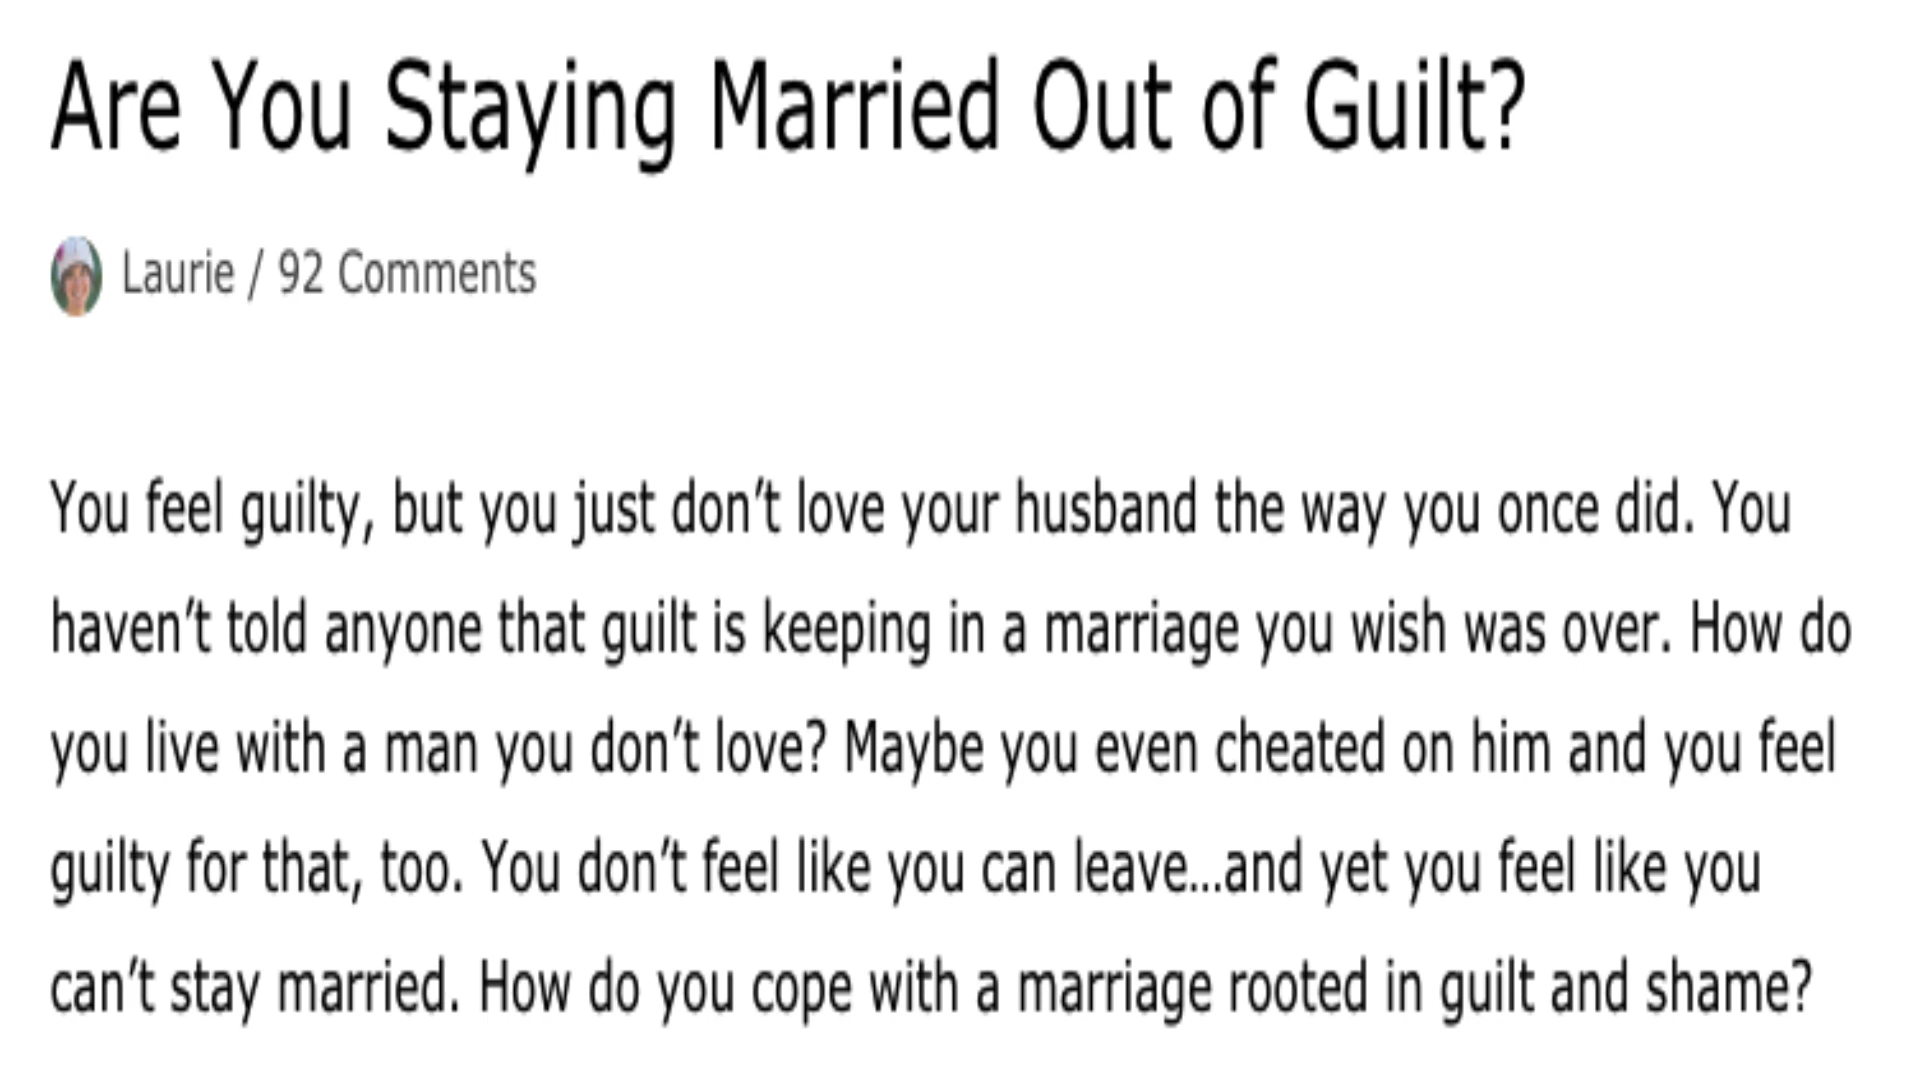 Are You Staying Married Out of Guilt?
Laurie / 92 Comments
You feel guilty, but you just don’t love your husband the way you once did. You
haven’t told anyone that guilt is keeping in a marriage you wish was over. How do
you live with a man you don’t love? Maybe you even cheated on him and you feel
guilty for that, too. You don’t feel like you can leave...and yet you feel like you
can’t stay married. How do you cope with a marriage rooted in guilt and shame?